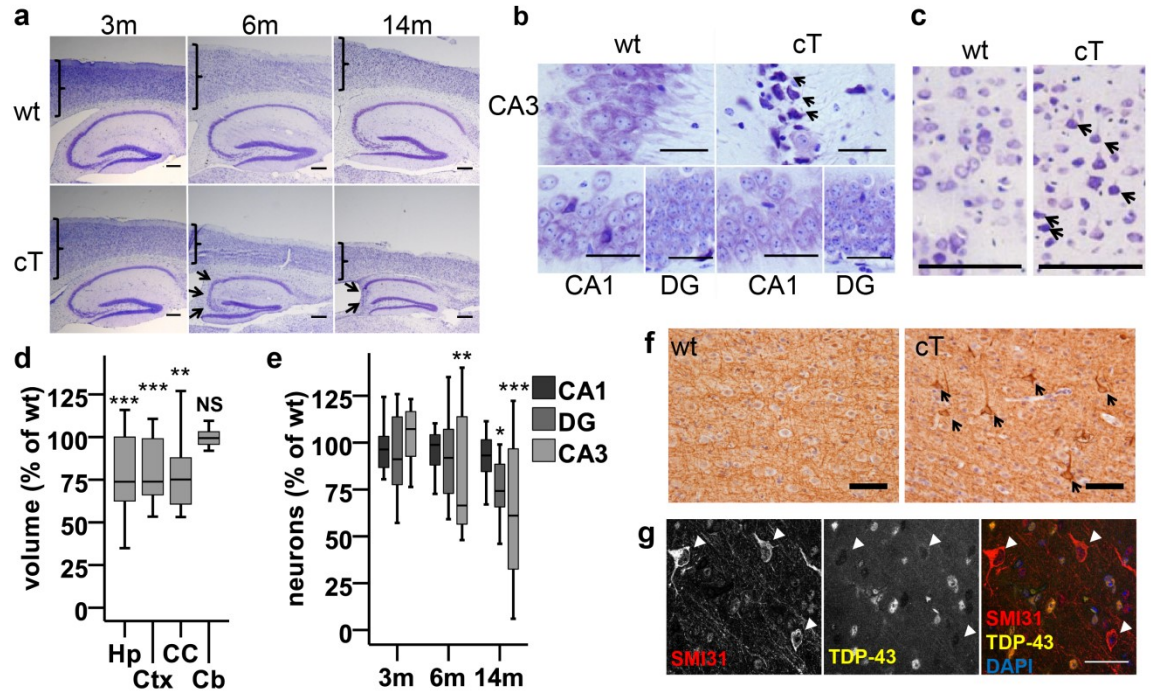 a
3m 6m 14m
wt
cT
b
wt cT
CA3
CA1 DG CA1 DG
c
wt cT
d
volume (% of wt)
125
100
75
50
25
0
*** *** ** NS
Hp Ctx CC Cb
e
neurons (% of wt)
125
100
75
50
25
0
** * ***
3m 6m 14m
CA1
DG
CA3
f
wt cT
g
SMI31
TDP-43
SMI31
TDP-43
DAPI